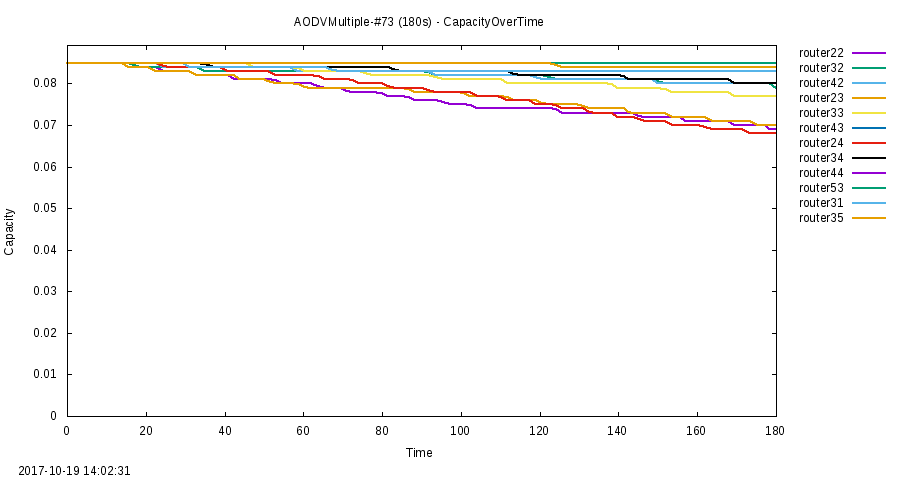 AODVMultiple-#73 (180s) - CapacityOverTime
router22
router32
router42
router23
router33
router43
router24
router34
router44
router53
router31
router35
Capacity
0.08
0.07
0.06
0.05
0.04
0.03
0.02
0.01
0
0 20 40 60 80 100 120 140 160 180
Time
2017-10-19 14:02:31